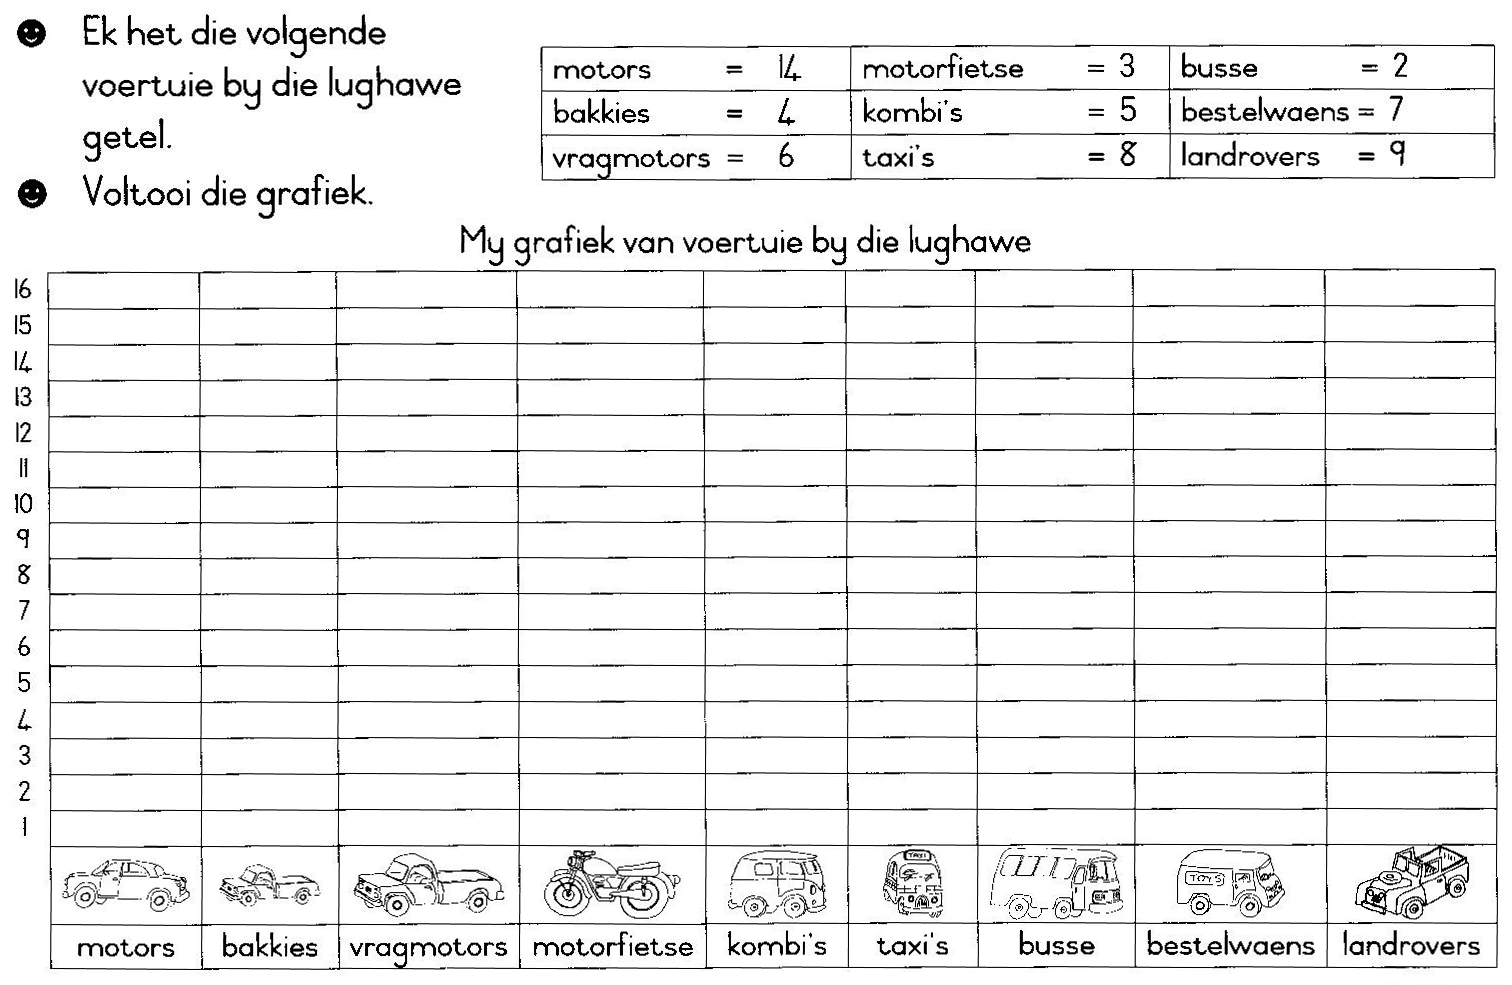 Ek het die volgende
voertuie by die lughawe
getel.
Voltooi die grafiek.
motors = 14 motorfietse = 3 busse = 2
bakkies = 4 kombi's = 5 bestelwaens = 7
vragmotors = 6 taxi's = 8 landrovers = 9
My grafiek van voertuie by die lughawe
16
15
14
13
12
11
10
9
8
7
6
5
4
3
2
1
TAXI
TOYS
motors bakkies vragmotors motorfietse kombi's taxi's busse bestelwaens landrovers